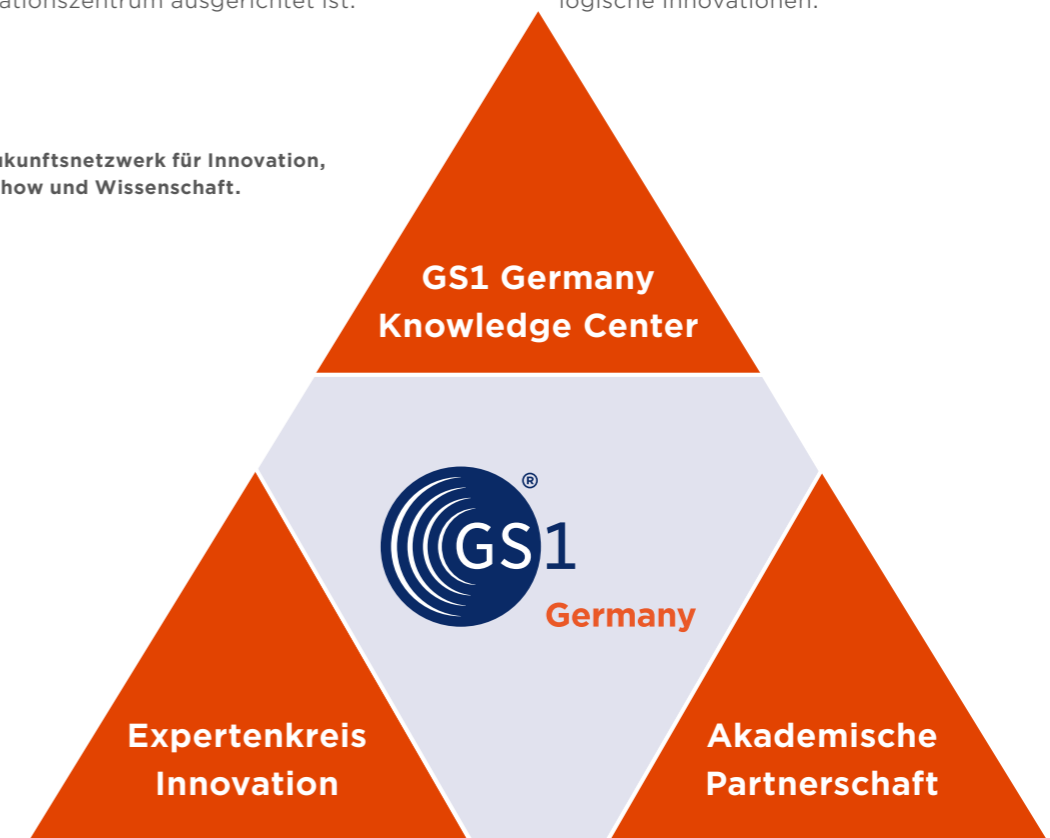 ationszentrum ausgerichtet ist.
logische Innovationen.
kunftsnetzwerk für Innovation,
how und Wissenschaft.
GS1 Germany
Knowledge Center
®
GS1
Germany
Expertenkreis
Innovation
Akademische
Partnerschaft